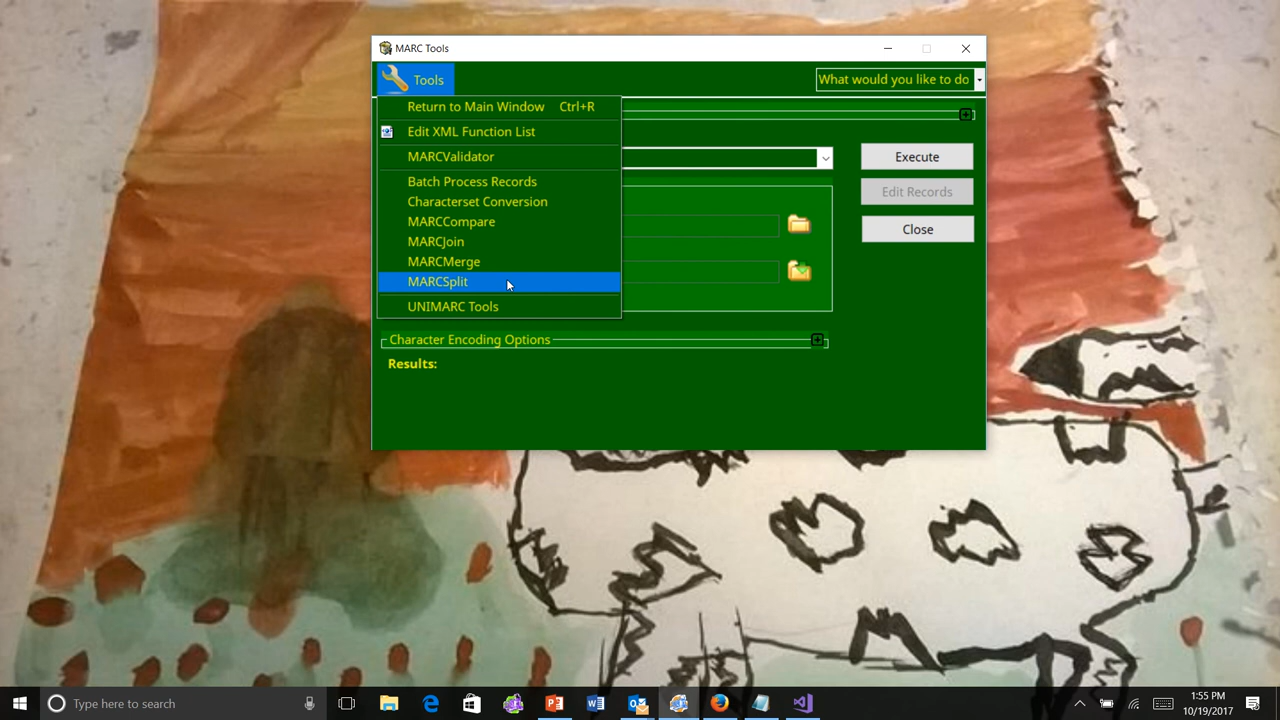 MARC Tools
Tools
What would you like to do
Return to Main Window Ctrl+R
Edit XML Function List
MARCValidator
Batch Process Records
Characterset Conversion
MARCCompare
MARCJoin
MARCMerge
MARCSplit
UNIMARC Tools
Execute
Edit Records
Close
Character Encoding Options
Results:
Type here to search
1:55 PM
10/19/2017